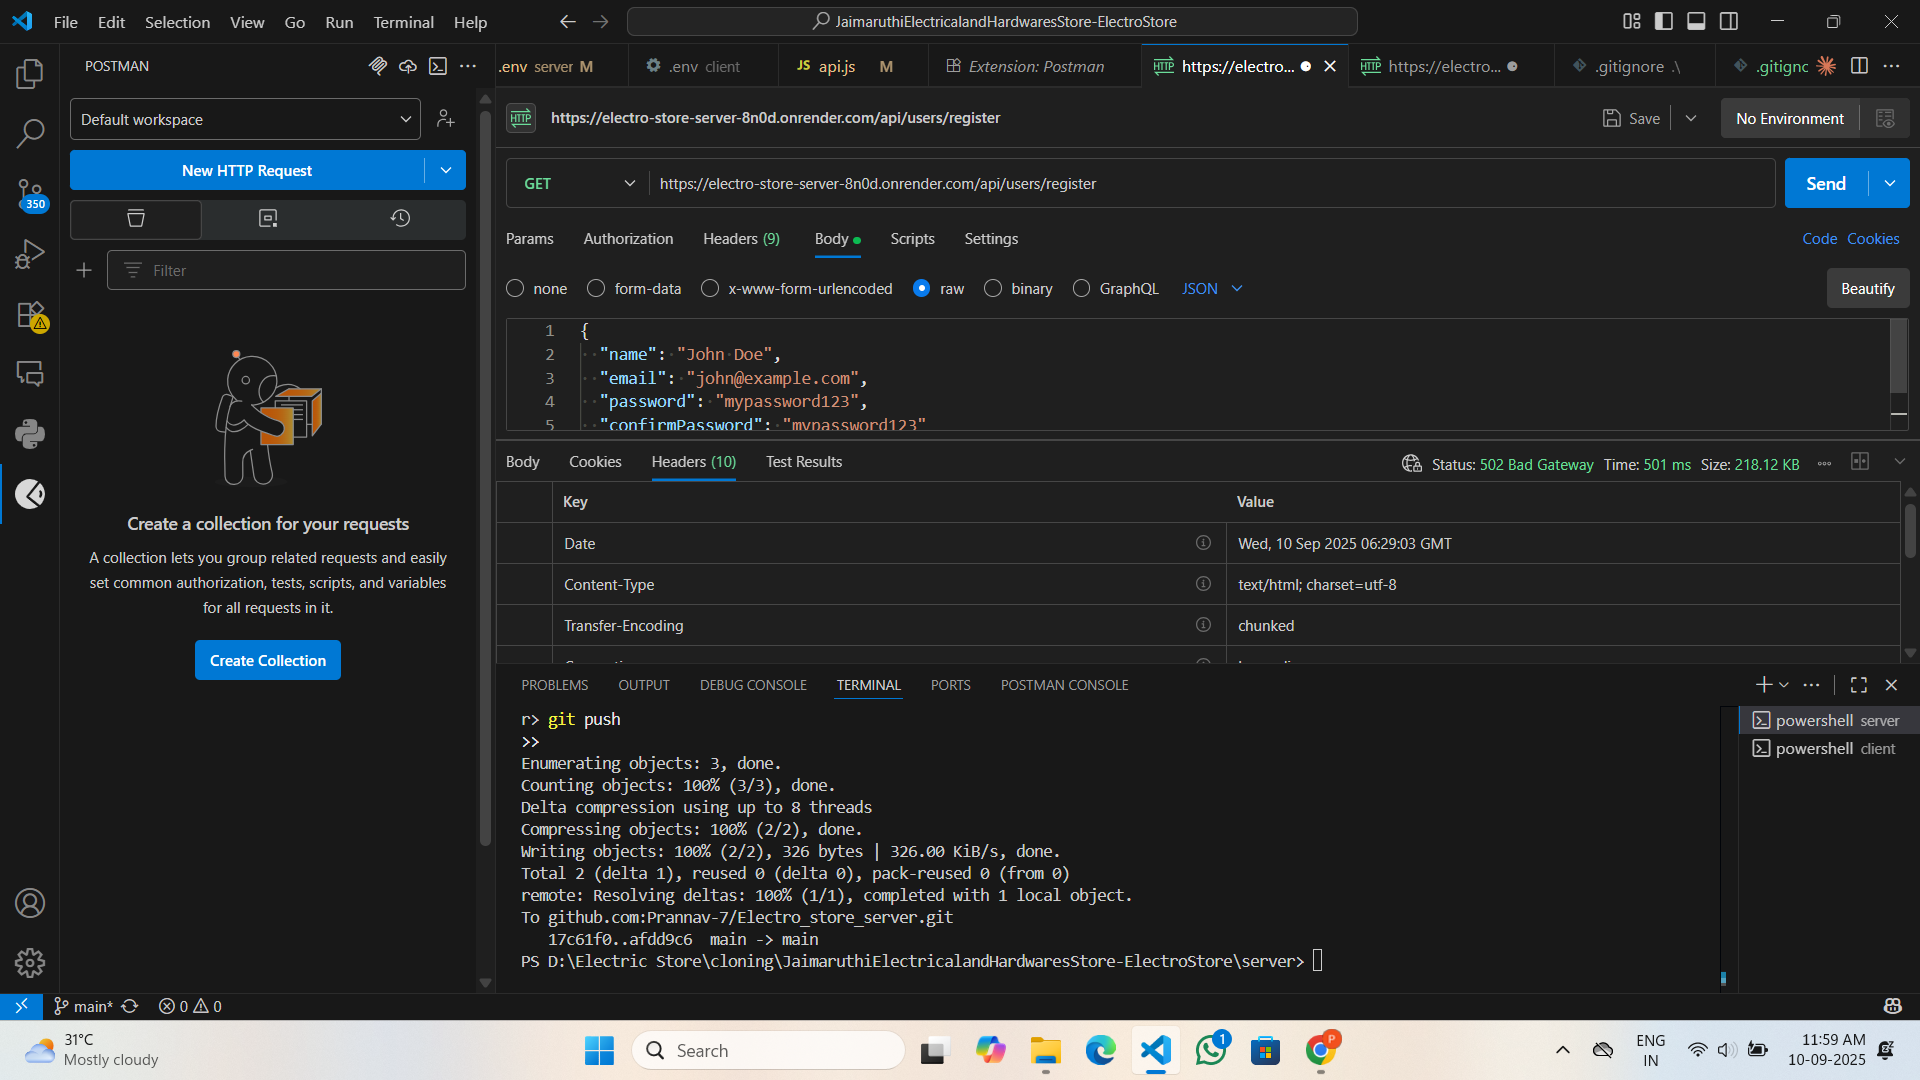 File Edit Selection View Go Run Terminal Help
JaimaruthiElectricalandHardwaresStore-ElectroStore
POSTMAN
.env server M
.env client
JS api.js M
Extension: Postman
HTTP https://electro...
HTTP https://electro...
.gitignore .\
.gitignc
Default workspace
New HTTP Request
350
Filter
Create a collection for your requests
A collection lets you group related requests and easily
set common authorization, tests, scripts, and variables
for all requests in it.
Create Collection
HTTP https://electro-store-server-8n0d.onrender.com/api/users/register
Save
No Environment
GET https://electro-store-server-8n0d.onrender.com/api/users/register
Send
Params Authorization Headers (9) Body Scripts Settings
Code Cookies
none form-data x-www-form-urlencoded raw binary GraphQL JSON
Beautify
1 {
2 "name": "John Doe",
3 "email": "john@example.com",
4 "password": "mypassword123",
5 "confirmPassword": "mypassword123"
Body Cookies Headers (10) Test Results
Status: 502 Bad Gateway Time: 501 ms Size: 218.12 KB
Key Value
Date Wed, 10 Sep 2025 06:29:03 GMT
Content-Type text/html; charset=utf-8
Transfer-Encoding chunked
PROBLEMS OUTPUT DEBUG CONSOLE TERMINAL PORTS POSTMAN CONSOLE
r> git push
>>
Enumerating objects: 3, done.
Counting objects: 100% (3/3), done.
Delta compression using up to 8 threads
Compressing objects: 100% (2/2), done.
Writing objects: 100% (2/2), 326 bytes | 326.00 KiB/s, done.
Total 2 (delta 1), reused 0 (delta 0), pack-reused 0 (from 0)
remote: Resolving deltas: 100% (1/1), completed with 1 local object.
To github.com:Prannav-7/Electro_store_server.git
17c61f0..afdd9c6 main -> main
PS D:\Electric Store\cloning\JaimaruthiElectricalandHardwaresStore-ElectroStore\server>
powershell server
powershell client
main* 0 0
31°C
Mostly cloudy
Search
1
P
ENG
IN
11:59 AM
10-09-2025